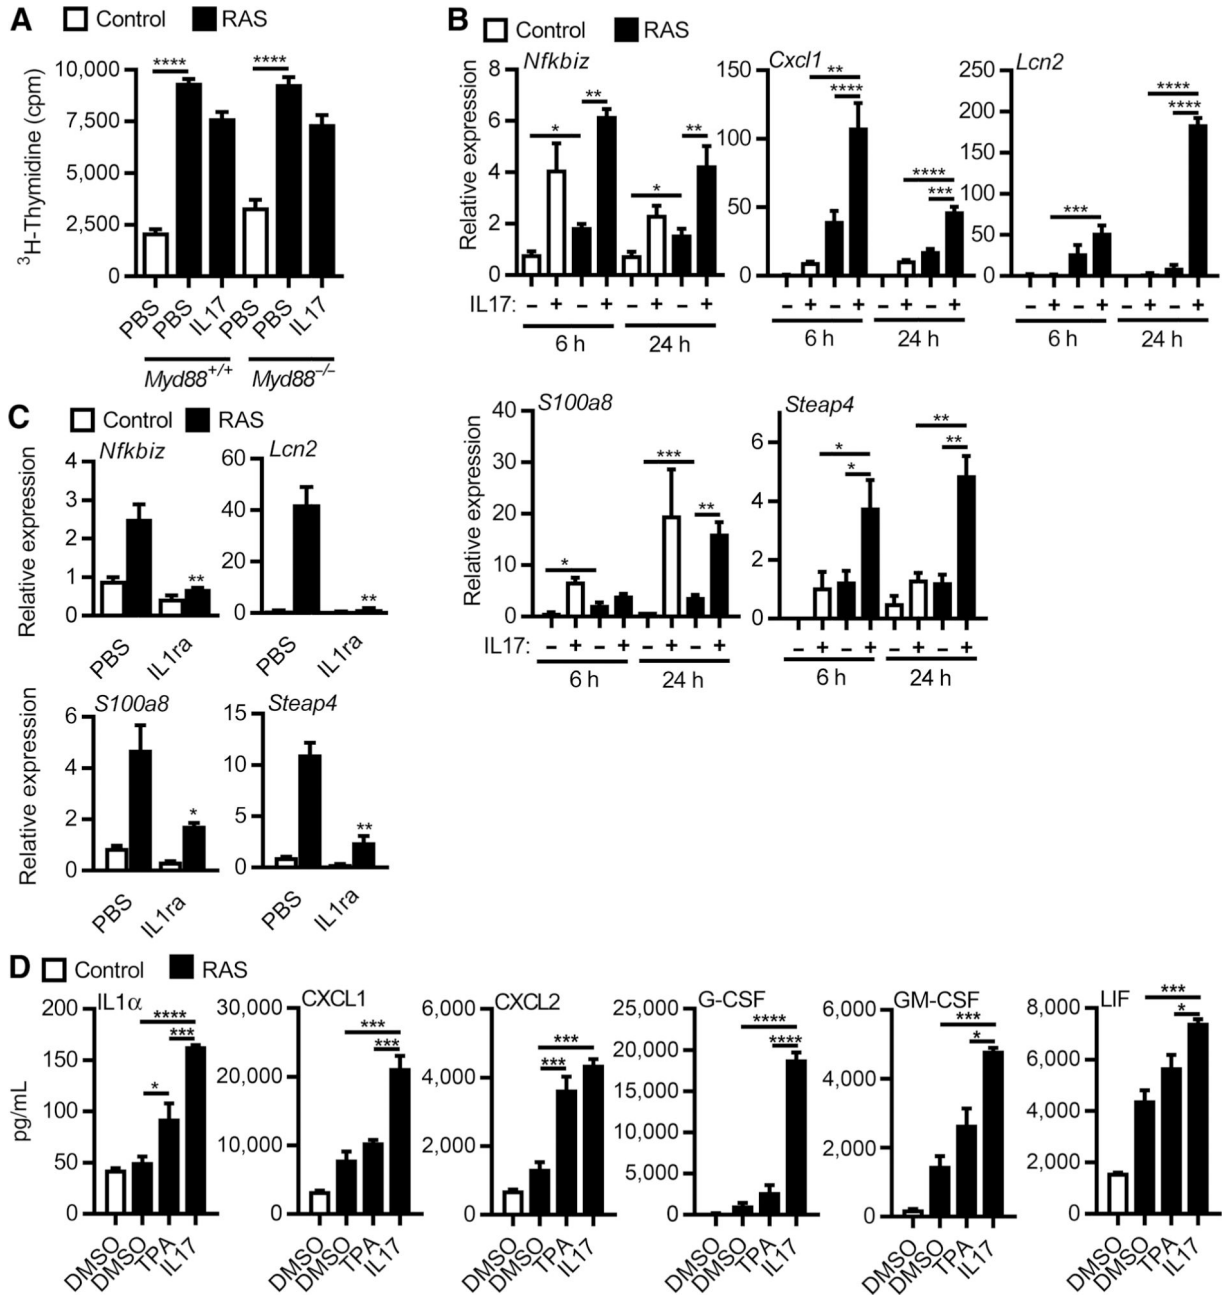 A
Control RAS
³H-Thymidine (cpm)
****
****
10,000
7,500
5,000
2,500
0
PBS PBS IL17 PBS PBS IL17
Myd88+/+ Myd88−/−
B
Control RAS
Relative expression
Nfkbiz
8
6
4
2
0
* ** * **
IL17: – + – + – + – +
6 h 24 h
Cxcl1
150
100
50
0
** **** **** ***
– + – + – + – +
6 h 24 h
Lcn2
250
200
150
100
50
0
*** **** ****
– + – + – + – +
6 h 24 h
Relative expression
S100a8
40
30
20
10
0
* *** **
IL17: – + – + – + – +
6 h 24 h
Steap4
6
4
2
0
* * ** **
– + – + – + – +
6 h 24 h
C
Control RAS
Relative expression
Nfkbiz
4
3
2
1
0
**
PBS IL1ra
Lcn2
60
40
20
0
**
PBS IL1ra
Relative expression
S100a8
6
4
2
0
*
PBS IL1ra
Steap4
15
10
5
0
**
PBS IL1ra
D
Control RAS
pg/mL
IL1α
200
150
100
50
0
**** *** *
DMSO DMSO TPA IL17
CXCL1
30,000
20,000
10,000
0
*** ***
DMSO DMSO TPA IL17
CXCL2
6,000
4,000
2,000
0
*** ***
DMSO DMSO TPA IL17
G-CSF
25,000
20,000
15,000
10,000
5,000
0
**** ****
DMSO DMSO TPA IL17
GM-CSF
6,000
4,000
2,000
0
*** *
DMSO DMSO TPA IL17
LIF
8,000
6,000
4,000
2,000
0
*** *
DMSO DMSO TPA IL17